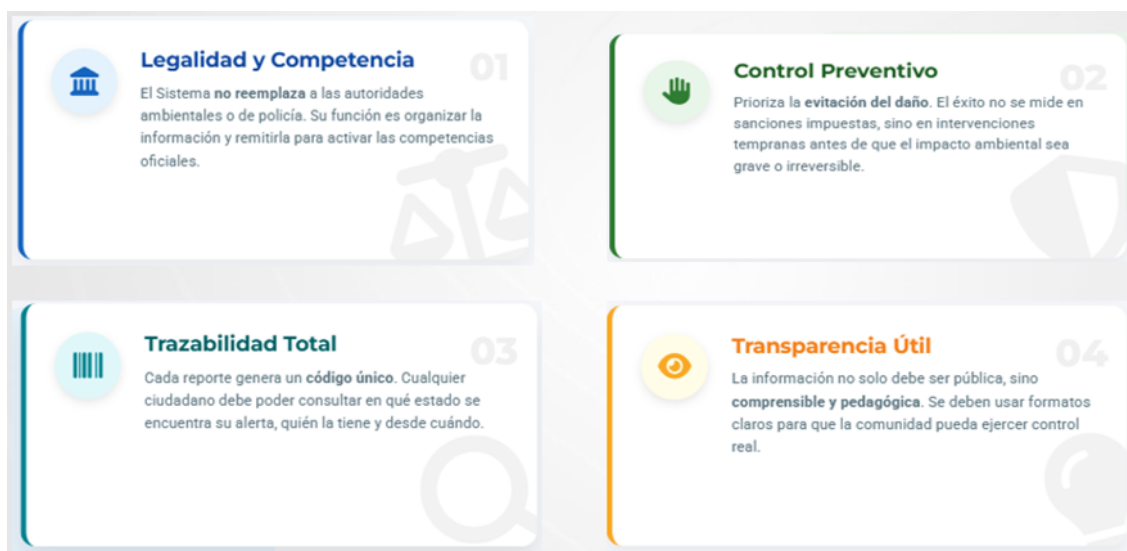 Legalidad y Competencia
01
El Sistema no reemplaza a las autoridades
ambientales o de policía. Su función es organizar la
información y remitirla para activar las competencias
oficiales.
Control Preventivo
02
Prioriza la evitación del daño. El éxito no se mide en
sanciones impuestas, sino en intervenciones
tempranas antes de que el impacto ambiental sea
grave o irreversible.
Trazabilidad Total
03
Cada reporte genera un código único. Cualquier
ciudadano debe poder consultar en qué estado se
encuentra su alerta, quién la tiene y desde cuándo.
Transparencia Útil
04
La información no solo debe ser pública, sino
comprensible y pedagógica. Se deben usar formatos
claros para que la comunidad pueda ejercer control
real.